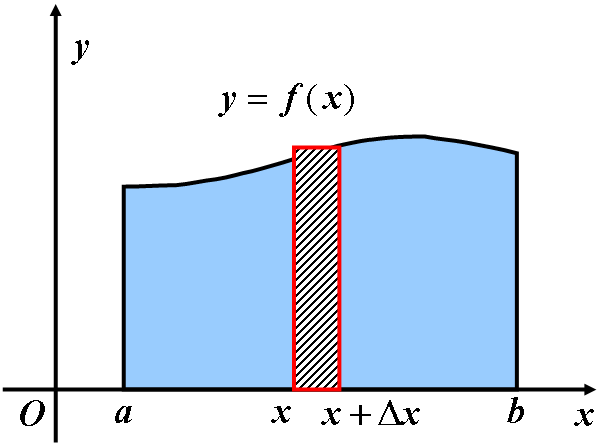 y
y = f(x)
O a x x + Δx b x